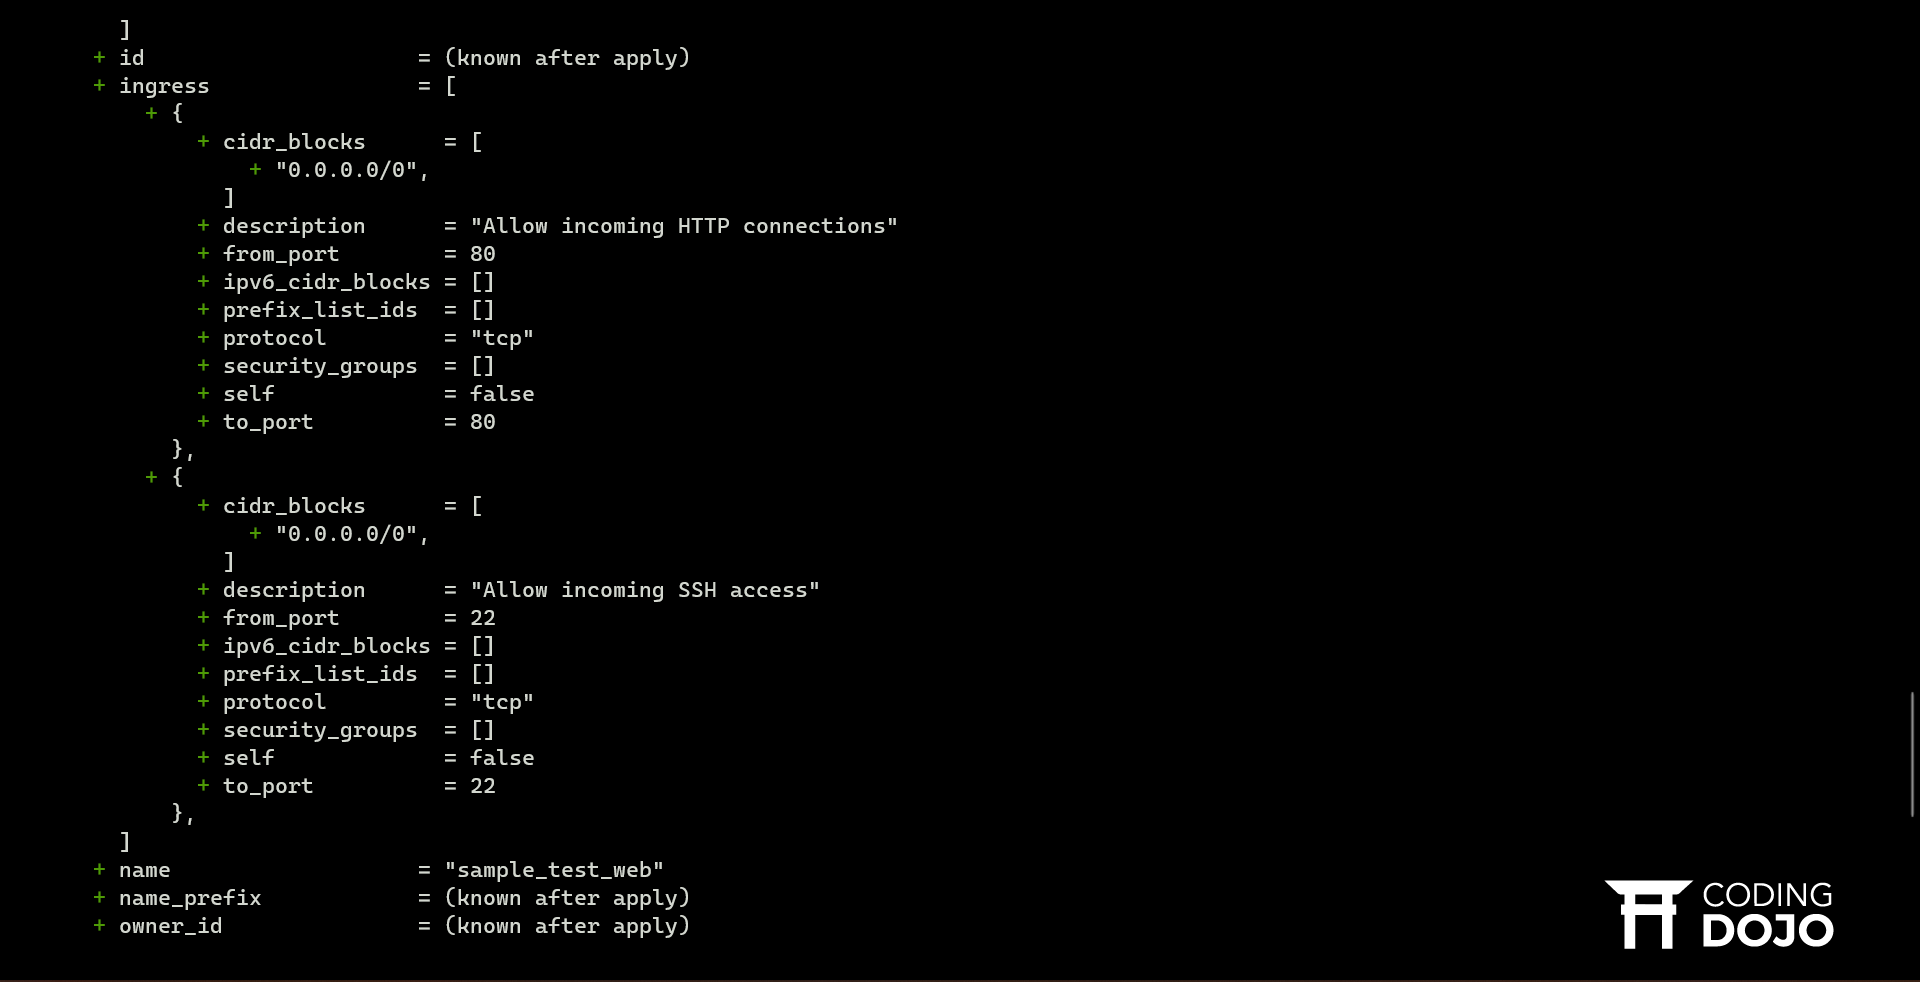 ]
+ id = (known after apply)
+ ingress = [
+ {
+ cidr_blocks = [
+ "0.0.0.0/0",
]
+ description = "Allow incoming HTTP connections"
+ from_port = 80
+ ipv6_cidr_blocks = []
+ prefix_list_ids = []
+ protocol = "tcp"
+ security_groups = []
+ self = false
+ to_port = 80
},
+ {
+ cidr_blocks = [
+ "0.0.0.0/0",
]
+ description = "Allow incoming SSH access"
+ from_port = 22
+ ipv6_cidr_blocks = []
+ prefix_list_ids = []
+ protocol = "tcp"
+ security_groups = []
+ self = false
+ to_port = 22
},
]
+ name = "sample_test_web"
+ name_prefix = (known after apply)
+ owner_id = (known after apply)
CODING
DOJO